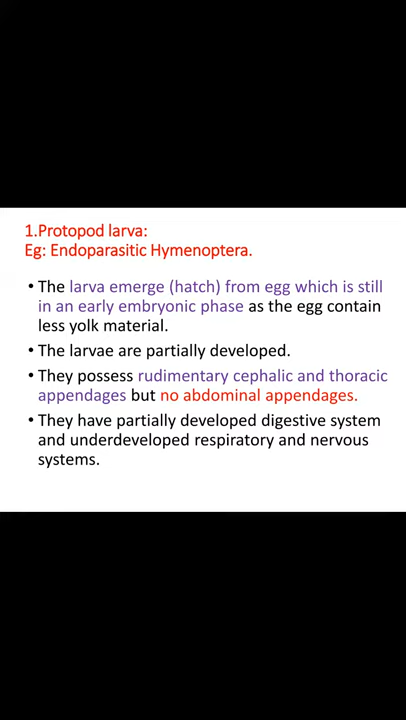 1.Protopod larva:
Eg: Endoparasitic Hymenoptera.
• The larva emerge (hatch) from egg which is still
in an early embryonic phase as the egg contain
less yolk material.
• The larvae are partially developed.
• They possess rudimentary cephalic and thoracic
appendages but no abdominal appendages.
• They have partially developed digestive system
and underdeveloped respiratory and nervous
systems.